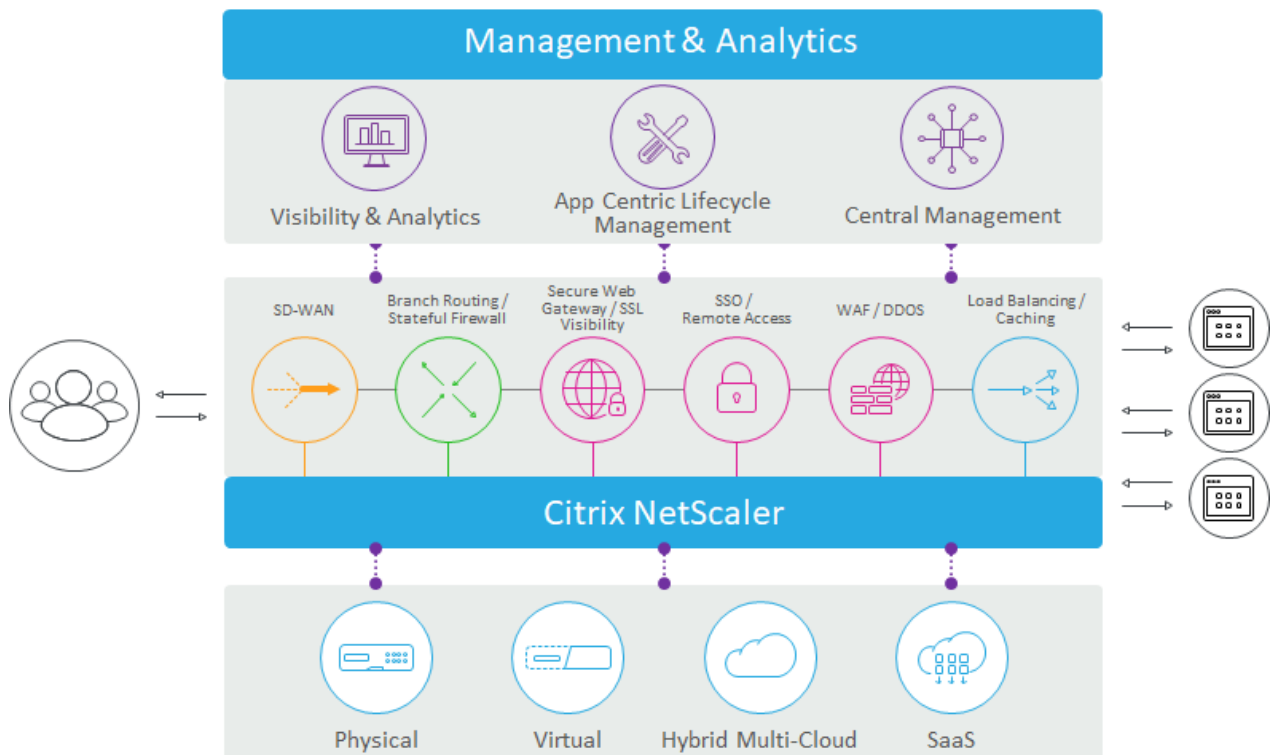 Management & Analytics
Visibility & Analytics
App Centric Lifecycle
Management
Central Management
SD-WAN
Branch Routing /
Stateful Firewall
Secure Web
Gateway / SSL
Visibility
SSO /
Remote Access
WAF / DDOS
Load Balancing /
Caching
Citrix NetScaler
Physical
Virtual
Hybrid Multi-Cloud
SaaS